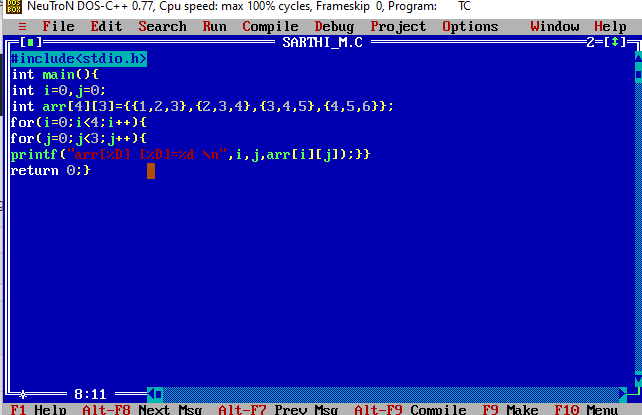 NeuTroN DOS-C++ 0.77, Cpu speed: max 100% cycles, Frameskip 0, Program: TC
≡ File Edit Search Run Compile Debug Project Options Window Help
[■] SARTHI_M.C 2=[↕]
#include<stdio.h>
int main(){
int i=0,j=0;
int arr[4][3]={{1,2,3},{2,3,4},{3,4,5},{4,5,6}};
for(i=0;i<4;i++){
for(j=0;j<3;j++){
printf("arr[%D] [%D]=%d \n",i,j,arr[i][j]);}}
return 0;}
* 8:11
F1 Help Alt-F8 Next Msg Alt-F7 Prev Msg Alt-F9 Compile F9 Make F10 Menu